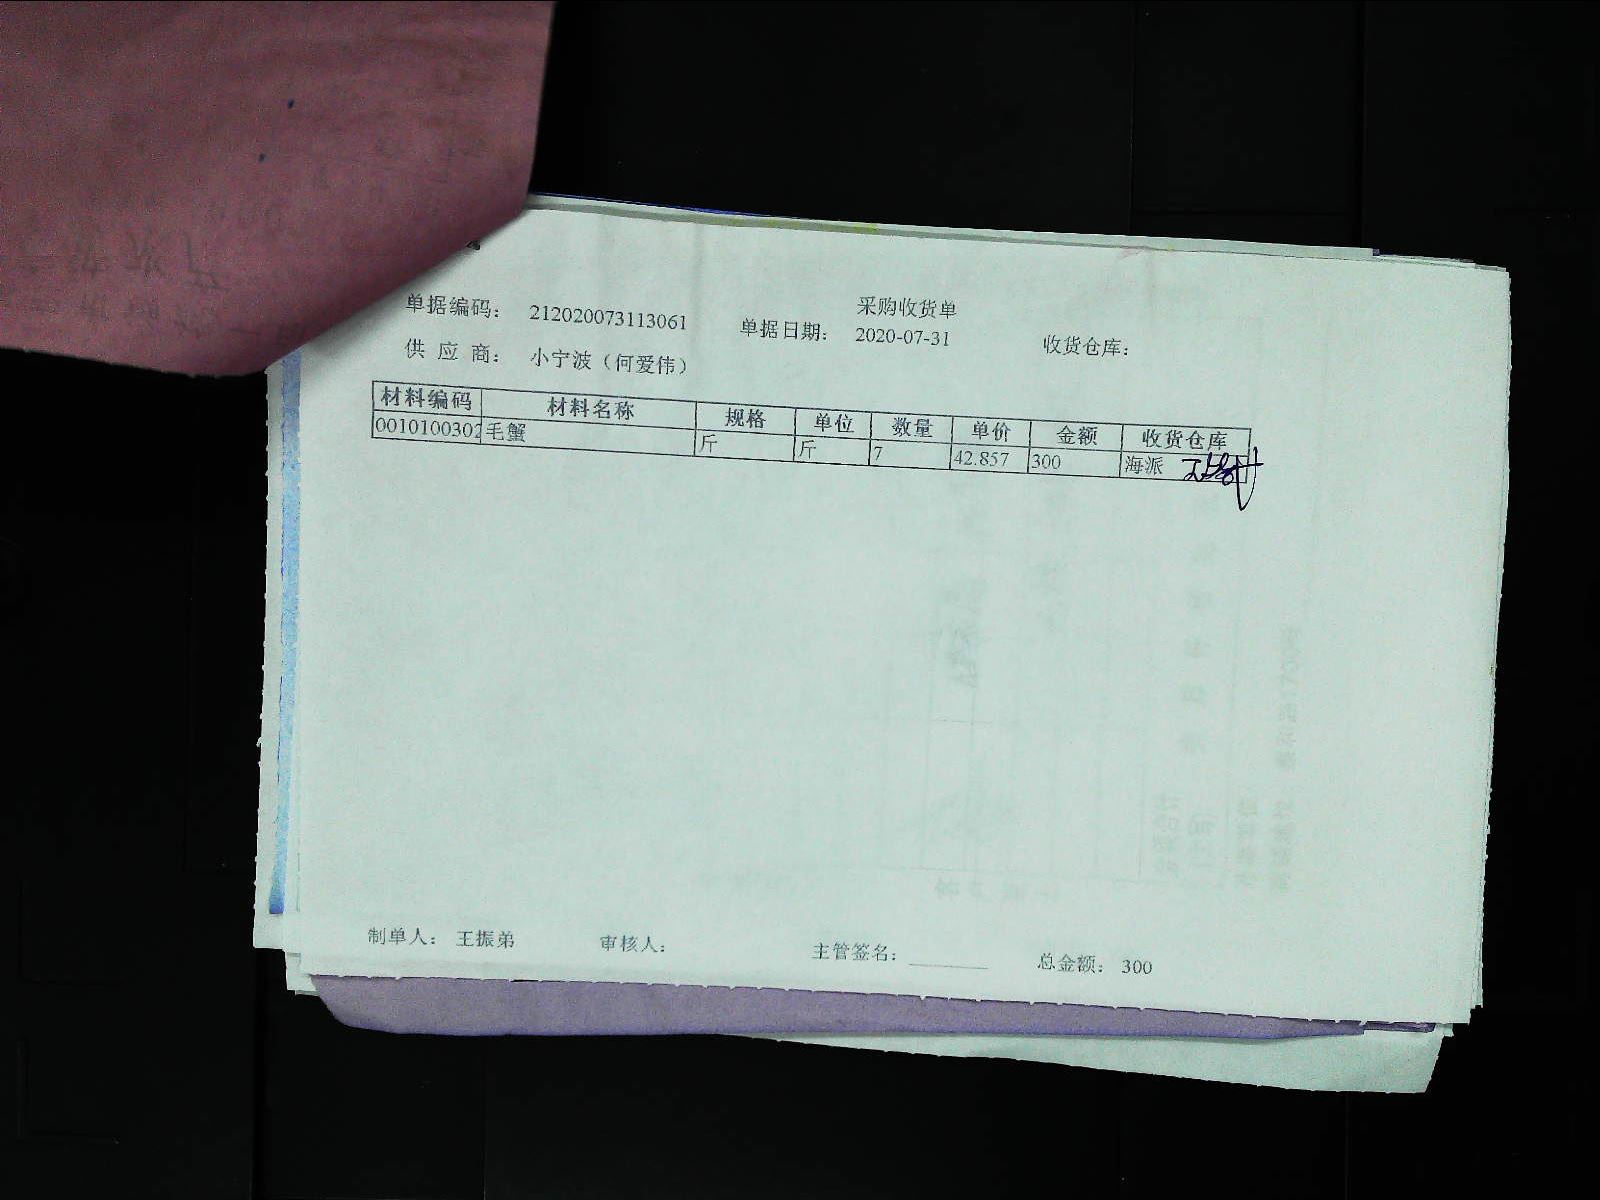 采购收货单
单据编码： 212020073113061 单据日期： 2020-07-31 收货仓库：
供 应 商： 小宁波（何爱伟）
材料编码 材料名称 规格 单位 数量 单价 金额 收货仓库
0010100302 毛蟹 斤 斤 7 42.857 300 海派
制单人： 王振弟 审核人： 主管签名： ________ 总金额： 300